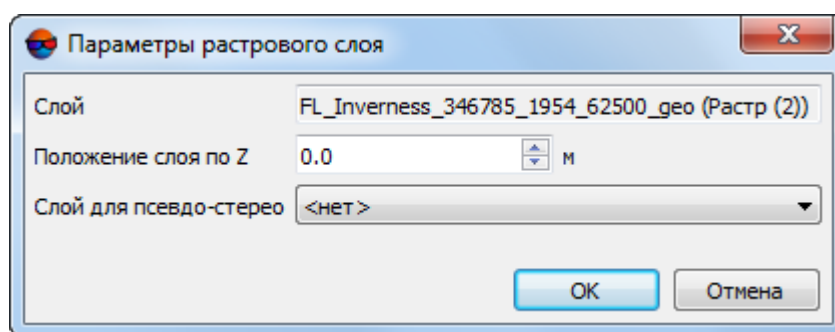 Параметры растрового слоя
Слой FL_Inverness_346785_1954_62500_geo (Растр (2))
Положение слоя по Z 0.0 м
Слой для псевдо-стерео <нет>
OK Отмена